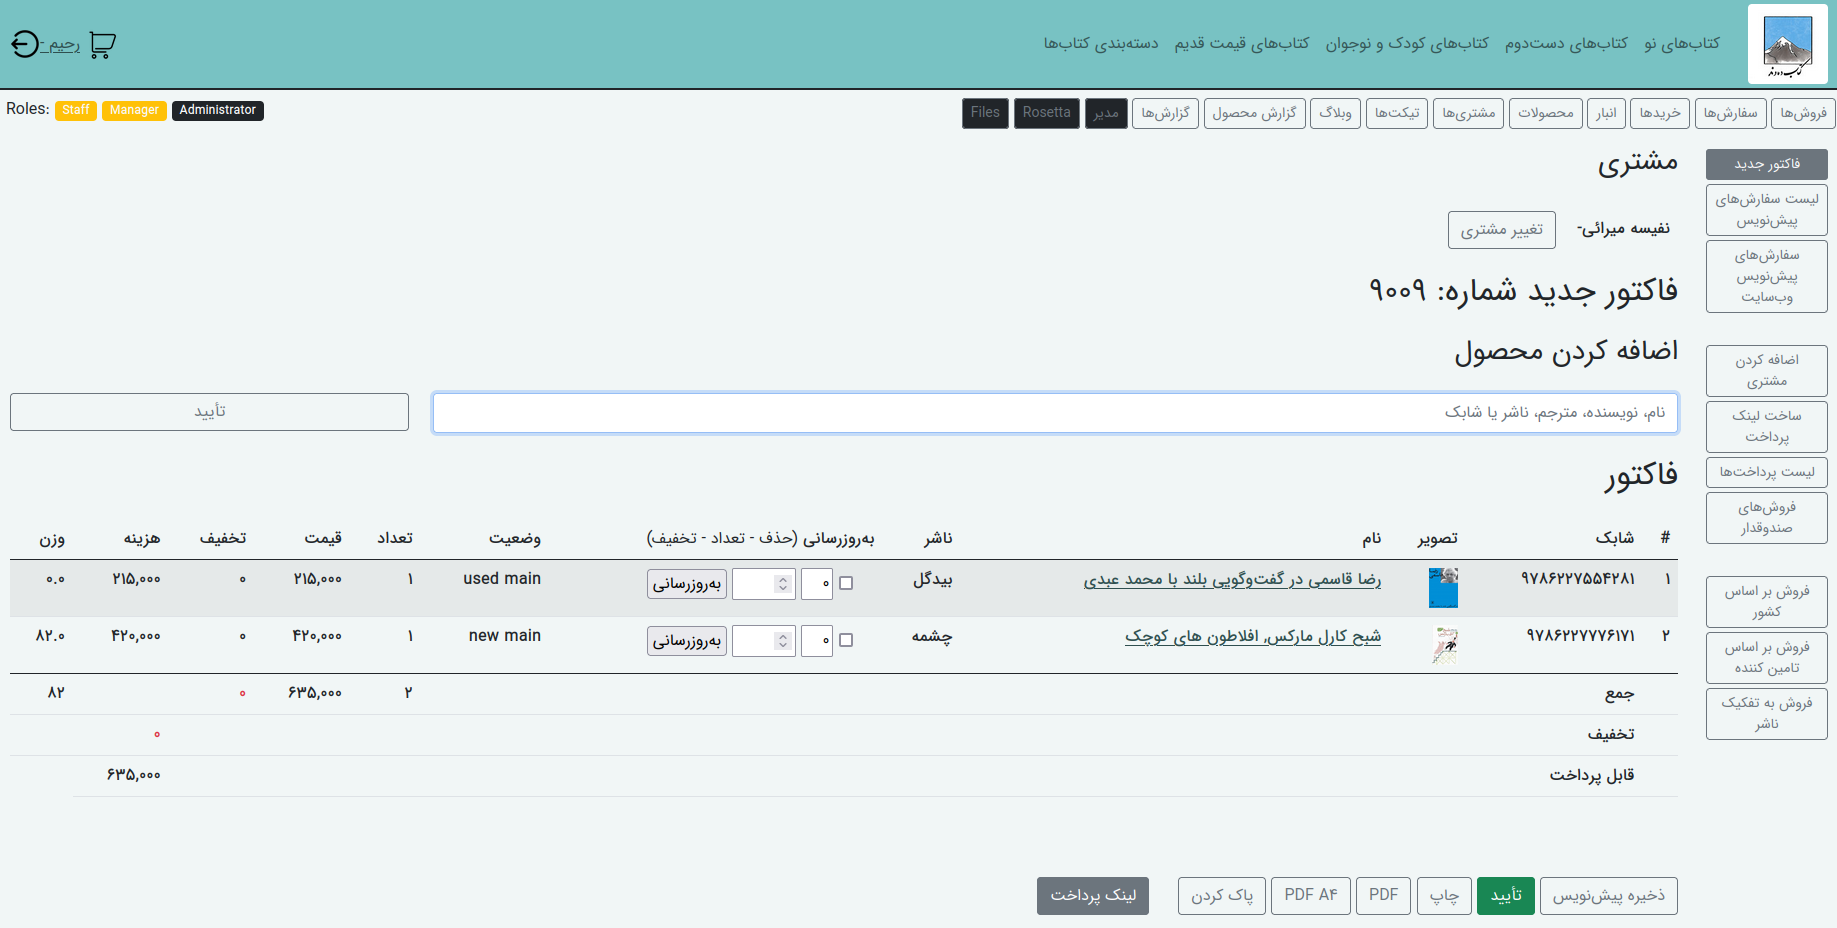 کتاب دماوند
کتاب‌های نو
کتاب‌های دست‌دوم
کتاب‌های کودک و نوجوان
کتاب‌های قیمت قدیم
دسته‌بندی کتاب‌ها
رحیم -
فروش‌ها
سفارش‌ها
خریدها
انبار
محصولات
مشتری‌ها
تیکت‌ها
وبلاگ
گزارش محصول
گزارش‌ها
مدیر
Rosetta
Files
Roles: Staff Manager Administrator
فاکتور جدید
لیست سفارش‌های
پیش‌نویس
سفارش‌های
پیش‌نویس
وب‌سایت
اضافه کردن
مشتری
ساخت لینک
پرداخت
لیست پرداخت‌ها
فروش‌های
صندوقدار
فروش بر اساس
کشور
فروش بر اساس
تامین کننده
فروش به تفکیک
ناشر
مشتری
نفیسه میرائی-
تغییر مشتری
فاکتور جدید شماره: ۹۰۰۹
اضافه کردن محصول
نام، نویسنده، مترجم، ناشر یا شابک
تأیید
فاکتور
# شابک تصویر نام ناشر به‌روزرسانی (حذف - تعداد - تخفیف) وضعیت تعداد قیمت تخفیف هزینه وزن
۱ ۹۷۸۶۲۲۷۵۵۴۲۸۱ رضا قاسمی در گفت‌وگویی بلند با محمد عبدی بیدگل ۰ به‌روزرسانی used main ۱ ۲۱۵,۰۰۰ ۰ ۲۱۵,۰۰۰ ۰.۰
۲ ۹۷۸۶۲۲۷۷۷۶۱۷۱ شبح کارل مارکس, افلاطون های کوچک چشمه ۰ به‌روزرسانی new main ۱ ۴۲۰,۰۰۰ ۰ ۴۲۰,۰۰۰ ۸۲.۰
جمع ۲ ۶۳۵,۰۰۰ ۰ ۸۲
تخفیف ۰
قابل پرداخت ۶۳۵,۰۰۰
ذخیره پیش‌نویس
تأیید
چاپ
PDF
PDF A۴
پاک کردن
لینک پرداخت